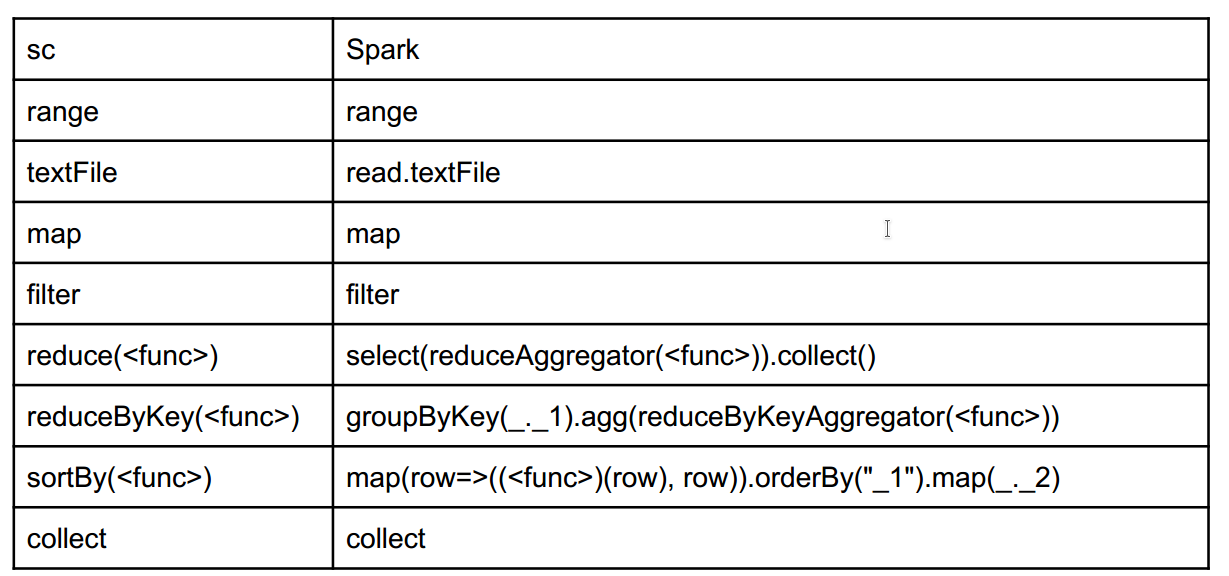 sc Spark
range range
textFile read.textFile
map map
filter filter
reduce(<func>) select(reduceAggregator(<func>)).collect()
reduceByKey(<func>) groupByKey(_._1).agg(reduceByKeyAggregator(<func>))
sortBy(<func>) map(row=>((<func>)(row), row)).orderBy("_1").map(_._2)
collect collect